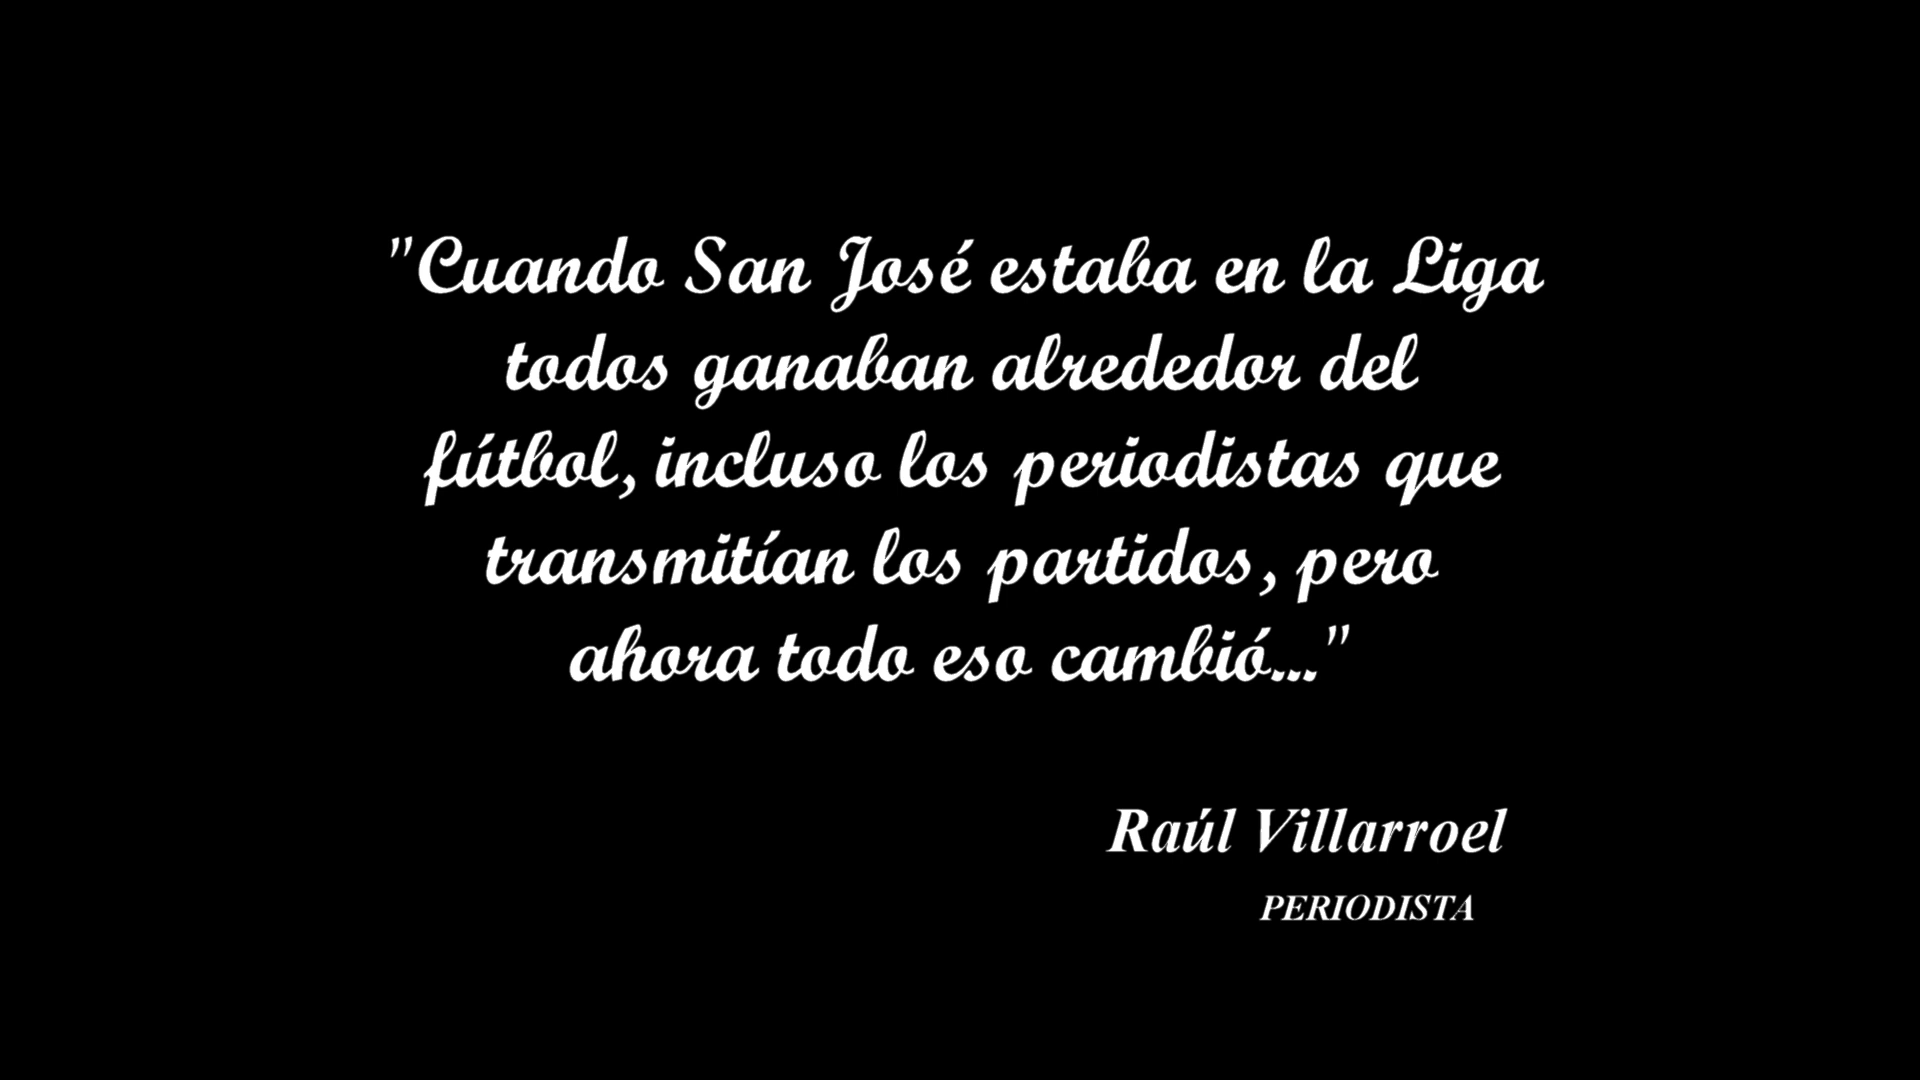 "Cuando San José estaba en la Liga
todos ganaban alrededor del
fútbol, incluso los periodistas que
transmitían los partidos, pero
ahora todo eso cambió..."
Raúl Villarroel
PERIODISTA